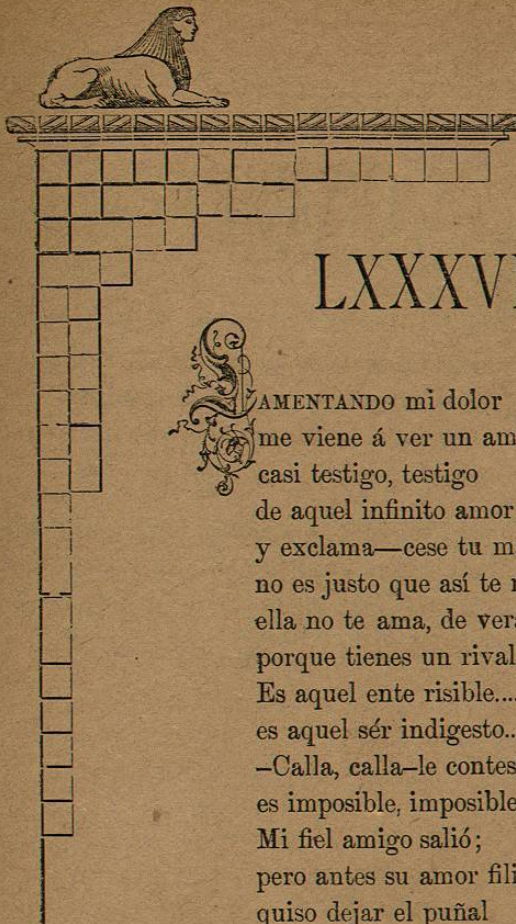 LXXXVI
LAMENTANDO mi dolor
me viene á ver un am
casi testigo, testigo
de aquel infinito amor
y exclama—cese tu m
no es justo que así te
ella no te ama, de ver
porque tienes un rival
Es aquel ente risible....
es aquel sér indigesto..
–Calla, calla–le contes
es imposible, imposible
Mi fiel amigo salió;
pero antes su amor fili
quiso dejar el puñal